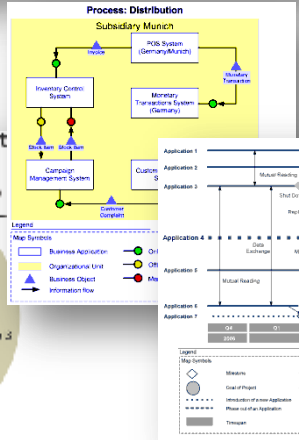 Process: Distribution
Subsidiary Munich
POS System
(Germany/Munich)
Invoice
Monetary
Transaction
Inventory Control
System
Monetary
Transactions System
(Germany)
Stock Item
Stock Item
Campaign
Management System
Custom
S
Customer
Complaint
Legend
Map Symbols
Business Application
Organizational Unit
Business Object
Information flow
Onl
Offl
Ma
Application 1
Application 2
Mutual Reading
Application 3
Shut Do
Application 4
Data
Exchange
Application 5
Mutual Reading
Application 6
Application 7
Q4
Q1
2005
Legend
Map Symbols
Milestone
Goal of Project
Introduction of a new Application
Phase out of an Application
Timespan